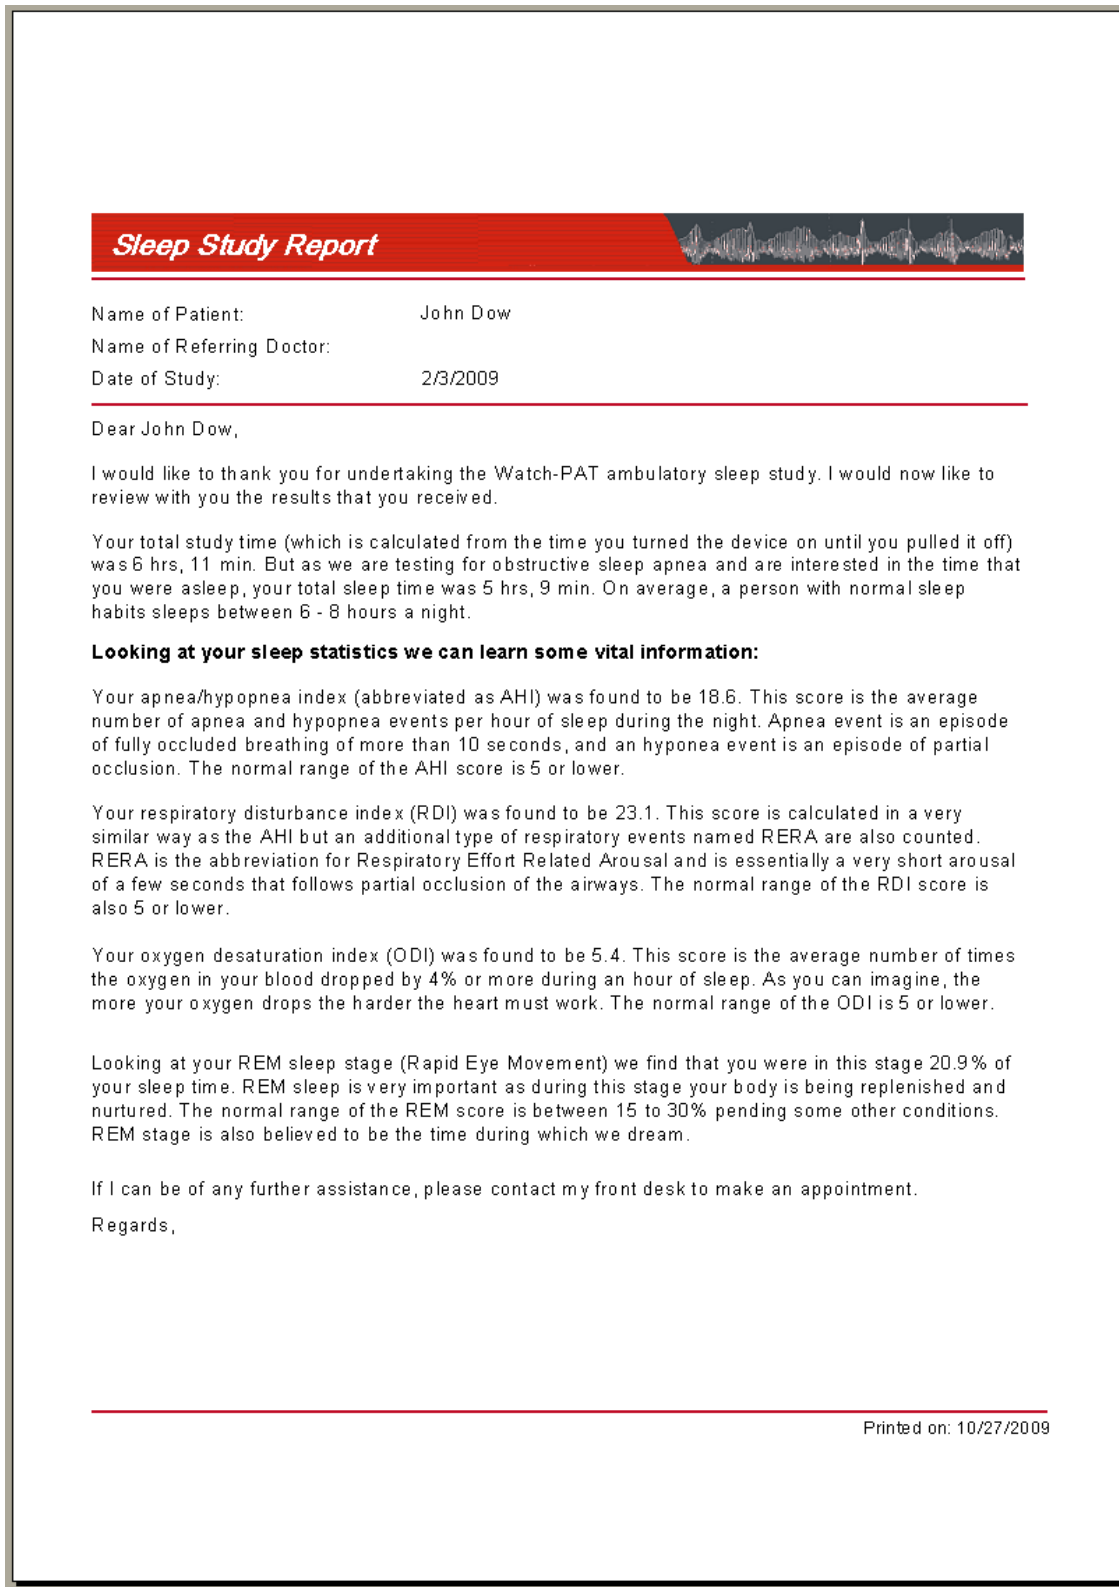 Sleep Study Report
Name of Patient: John Dow
Name of Referring Doctor:
Date of Study: 2/3/2009
Dear John Dow,
I would like to thank you for undertaking the Watch-PAT ambulatory sleep study. I would now like to
review with you the results that you received.
Your total study time (which is calculated from the time you turned the device on until you pulled it off)
was 6 hrs, 11 min. But as we are testing for obstructive sleep apnea and are interested in the time that
you were asleep, your total sleep time was 5 hrs, 9 min. On average, a person with normal sleep
habits sleeps between 6 - 8 hours a night.
Looking at your sleep statistics we can learn some vital information:
Your apnea/hypopnea index (abbreviated as AHI) was found to be 18.6. This score is the average
number of apnea and hypopnea events per hour of sleep during the night. Apnea event is an episode
of fully occluded breathing of more than 10 seconds, and an hyponea event is an episode of partial
occlusion. The normal range of the AHI score is 5 or lower.
Your respiratory disturbance index (RDI) was found to be 23.1. This score is calculated in a very
similar way as the AHI but an additional type of respiratory events named RERA are also counted.
RERA is the abbreviation for Respiratory Effort Related Arousal and is essentially a very short arousal
of a few seconds that follows partial occlusion of the airways. The normal range of the RDI score is
also 5 or lower.
Your oxygen desaturation index (ODI) was found to be 5.4. This score is the average number of times
the oxygen in your blood dropped by 4% or more during an hour of sleep. As you can imagine, the
more your oxygen drops the harder the heart must work. The normal range of the ODI is 5 or lower.
Looking at your REM sleep stage (Rapid Eye Movement) we find that you were in this stage 20.9% of
your sleep time. REM sleep is very important as during this stage your body is being replenished and
nurtured. The normal range of the REM score is between 15 to 30% pending some other conditions.
REM stage is also believed to be the time during which we dream.
If I can be of any further assistance, please contact my front desk to make an appointment.
Regards,
Printed on: 10/27/2009